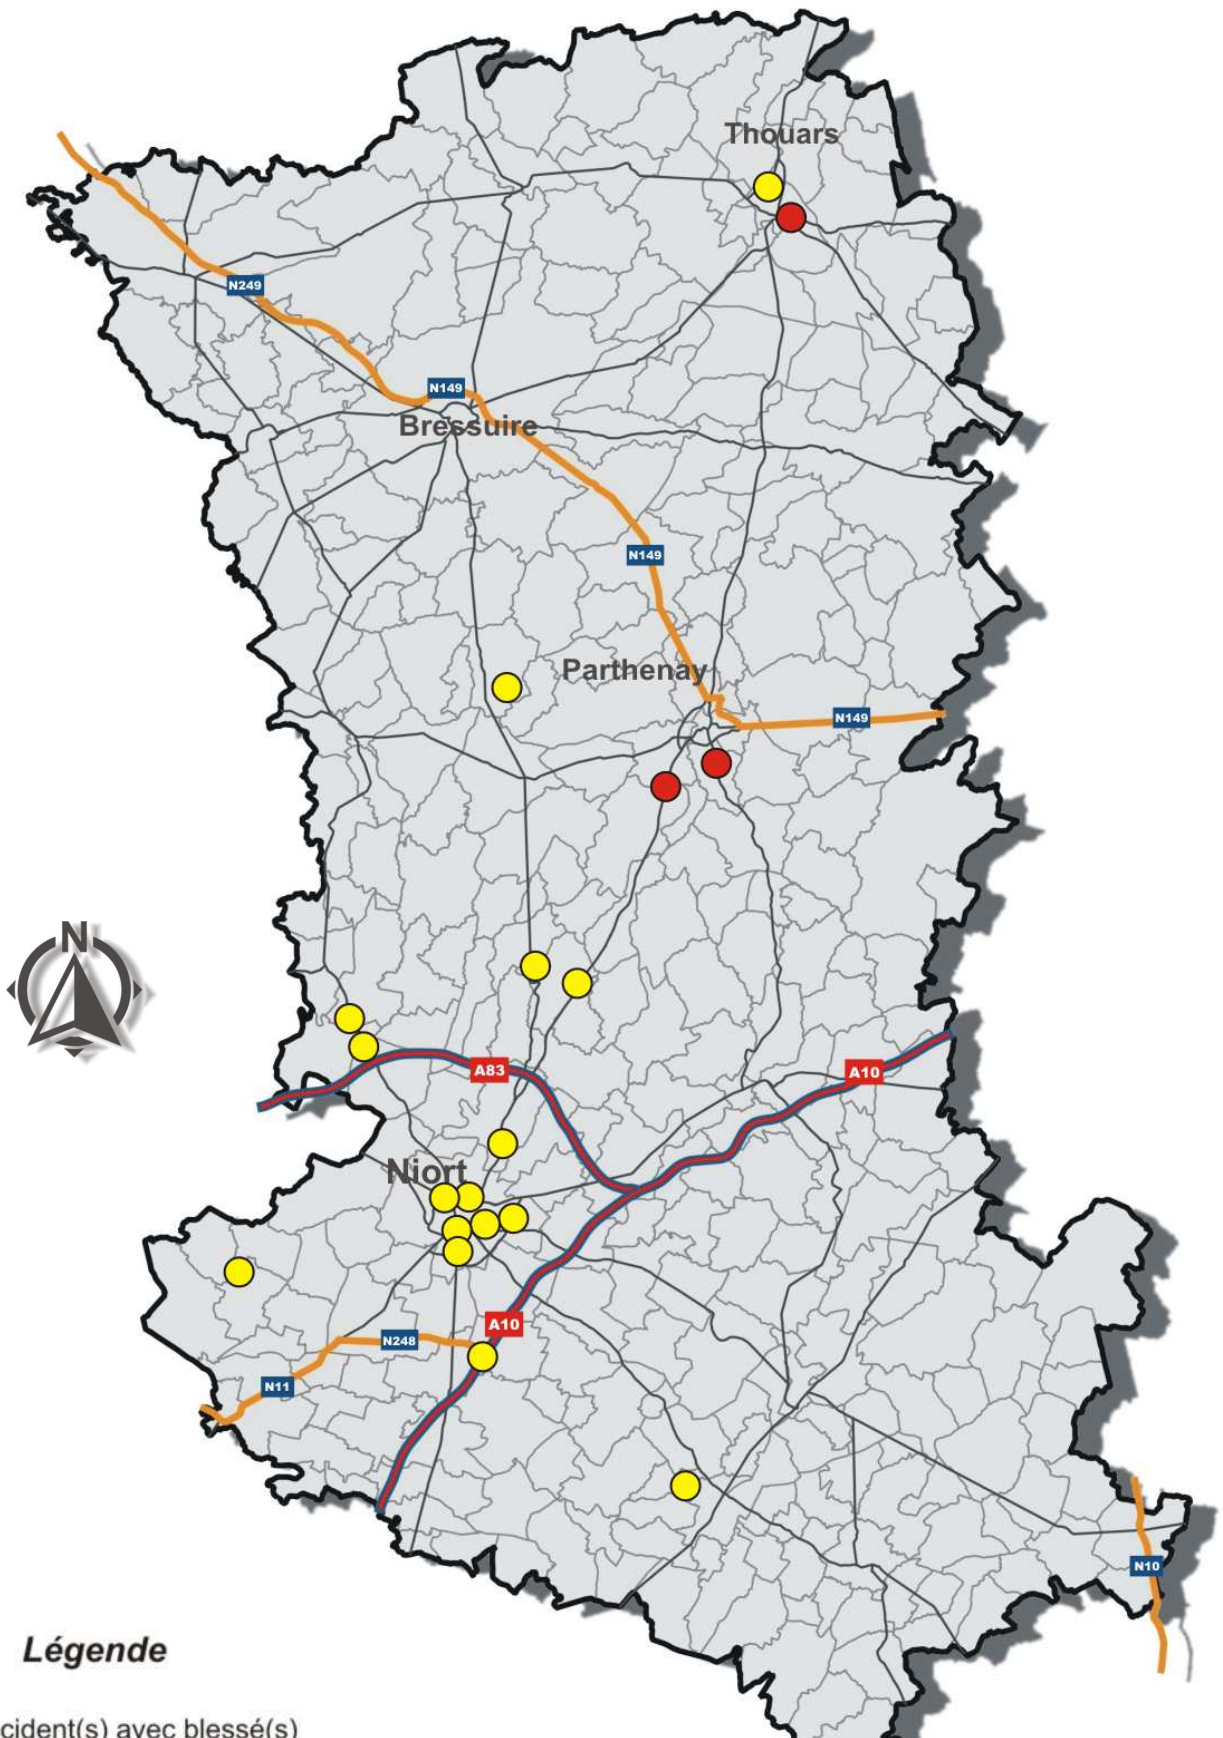 Thouars
N249
N149
Bressuire
N149
Parthenay
N149
N
A83
A10
Niort
A10
N248
N11
N10
Légende
cident(s) avec blessé(s)